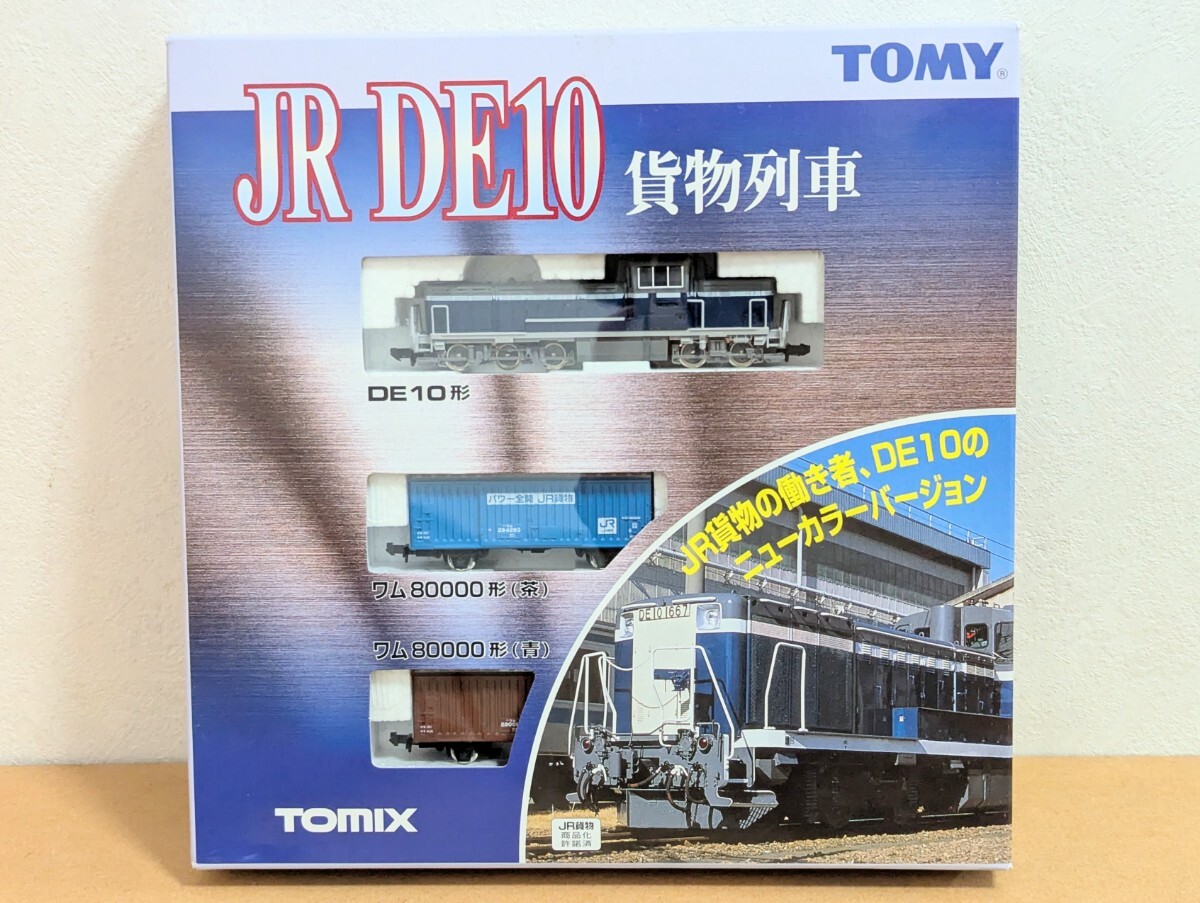 TOMY®
JR DE10 貨物列車
DE10形
パワー全開 JR貨物
JR
ワム80000形(茶)
ワム80000形(青)
JR貨物の働き者、DE10の
ニューカラーバージョン
DE10 1667
TOMIX
JR貨物
商品化
許諾済